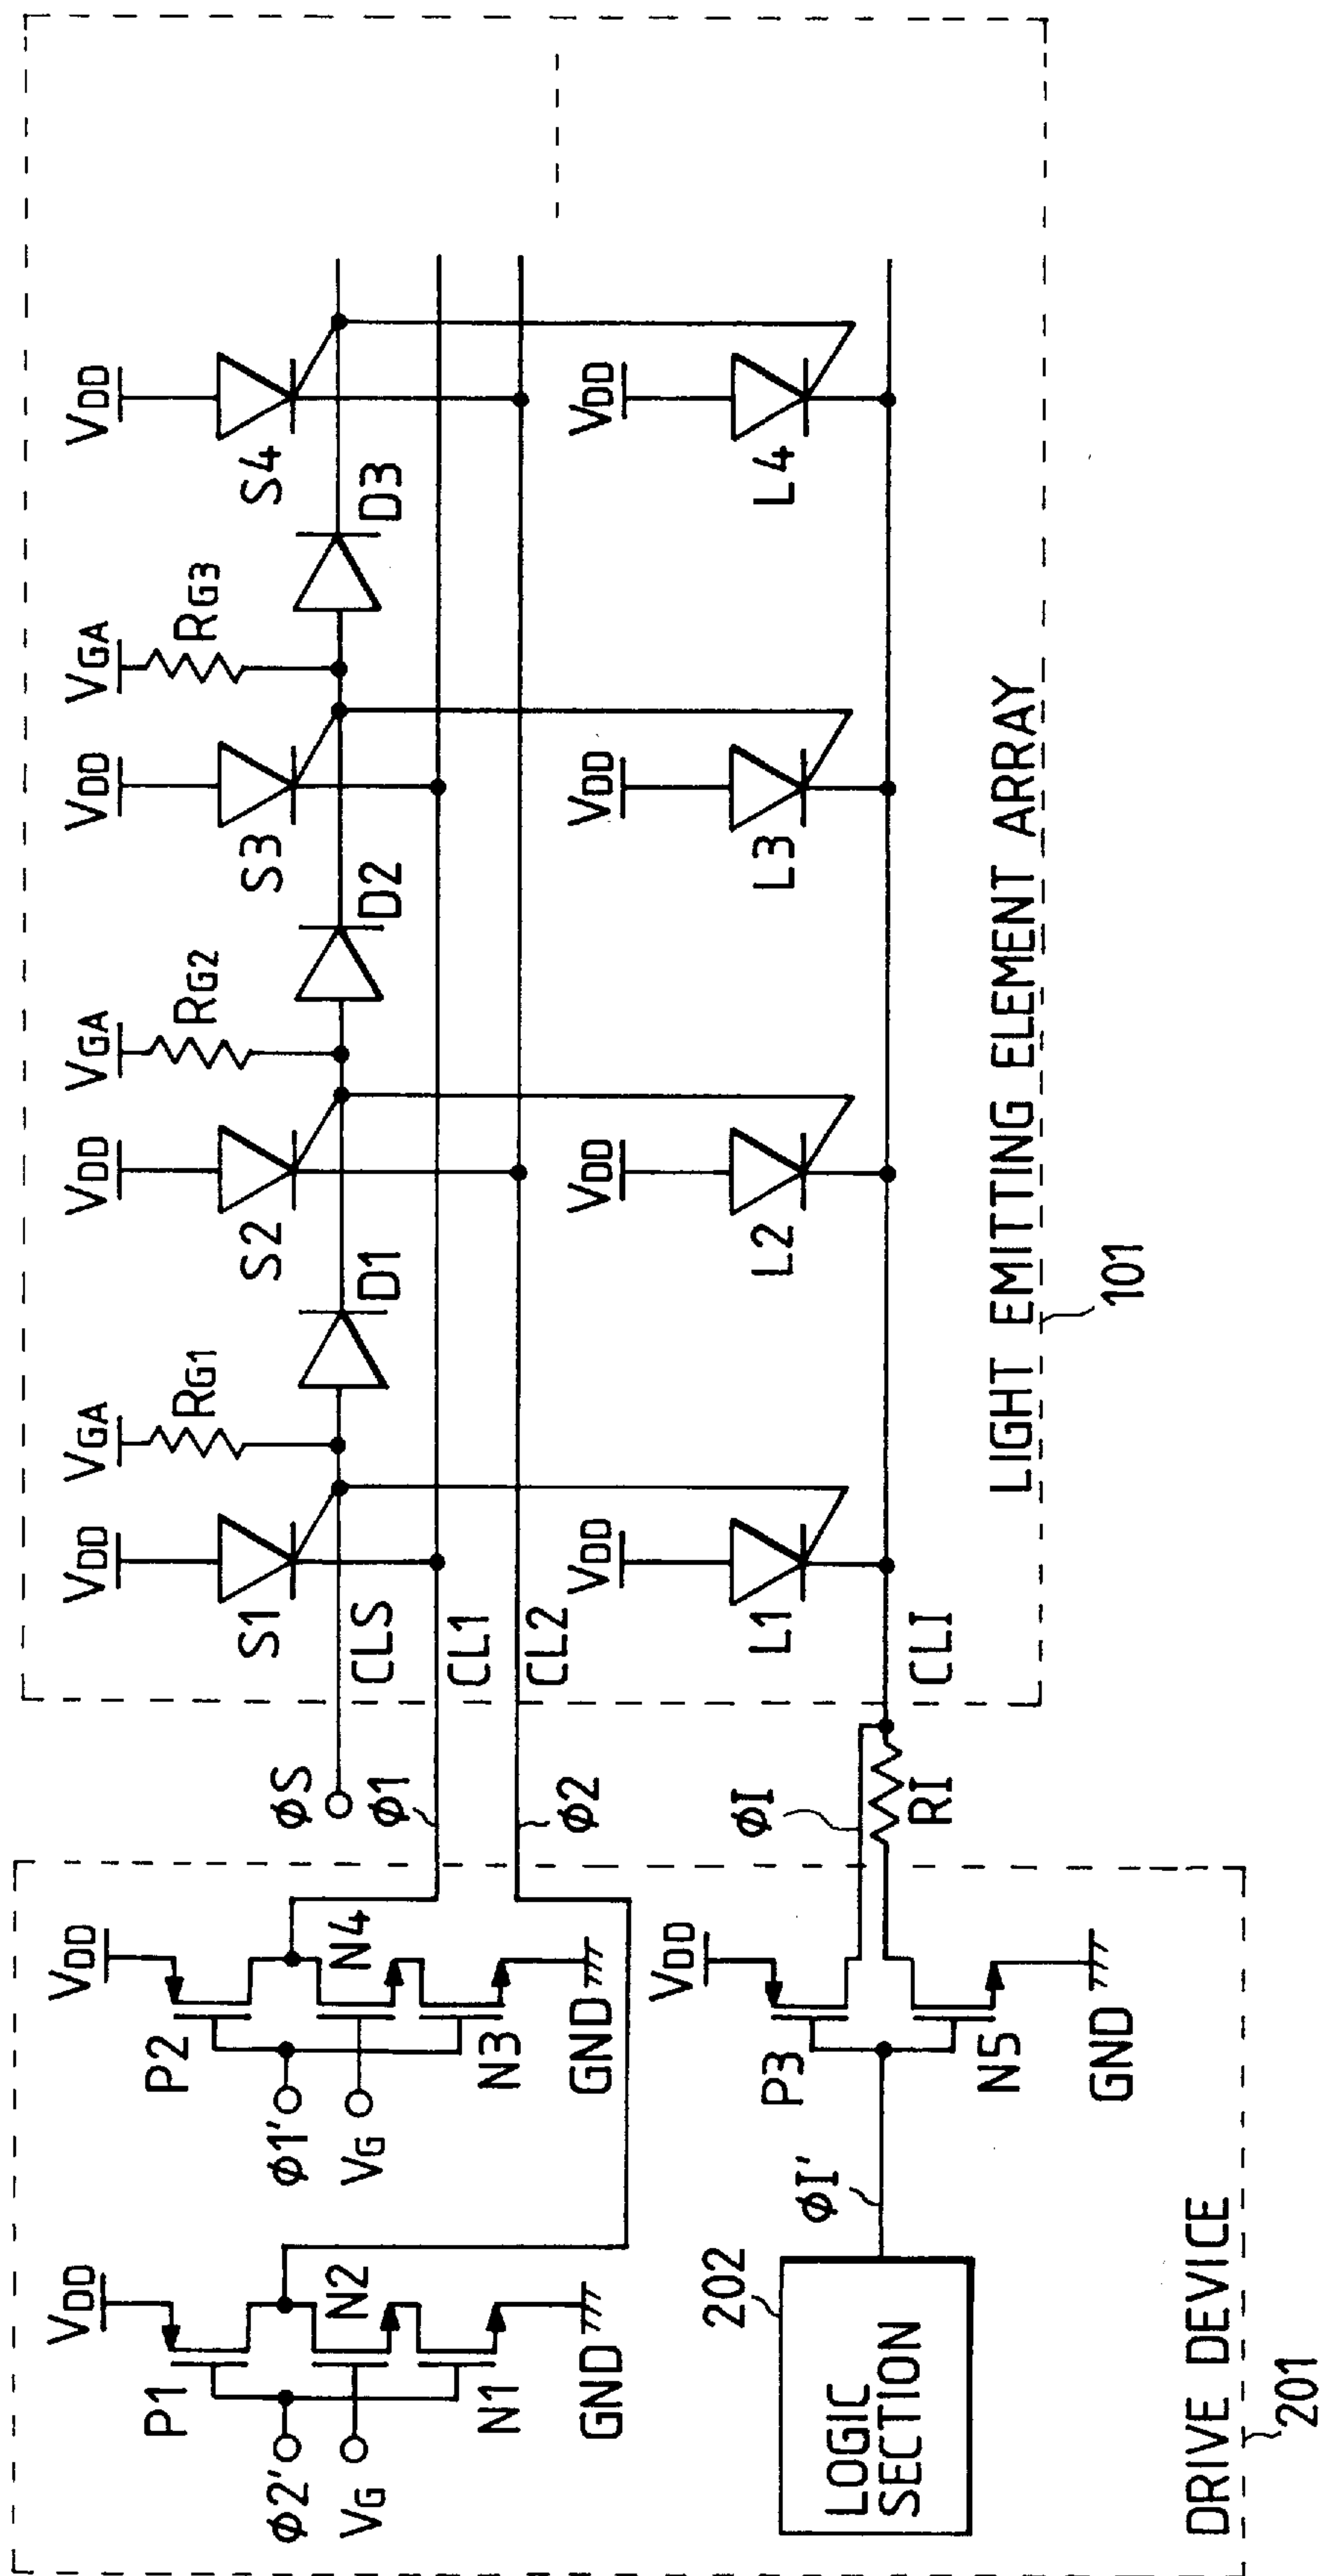 VDD
VDD
P1
P2
φ2'
φ1'
VG
VG
N2
N4
N1
N3
GND
GND
202
LOGIC
SECTION
φI'
VDD
P3
N5
GND
DRIVE DEVICE
201
φS
φ1
φ2
φI
RI
VDD
VGA
VDD
VGA
VDD
VGA
VDD
RG1
RG2
RG3
S1
S2
S3
S4
CLS
D1
D2
D3
CL1
CL2
VDD
VDD
VDD
VDD
L1
L2
L3
L4
CLI
LIGHT EMITTING ELEMENT ARRAY
101